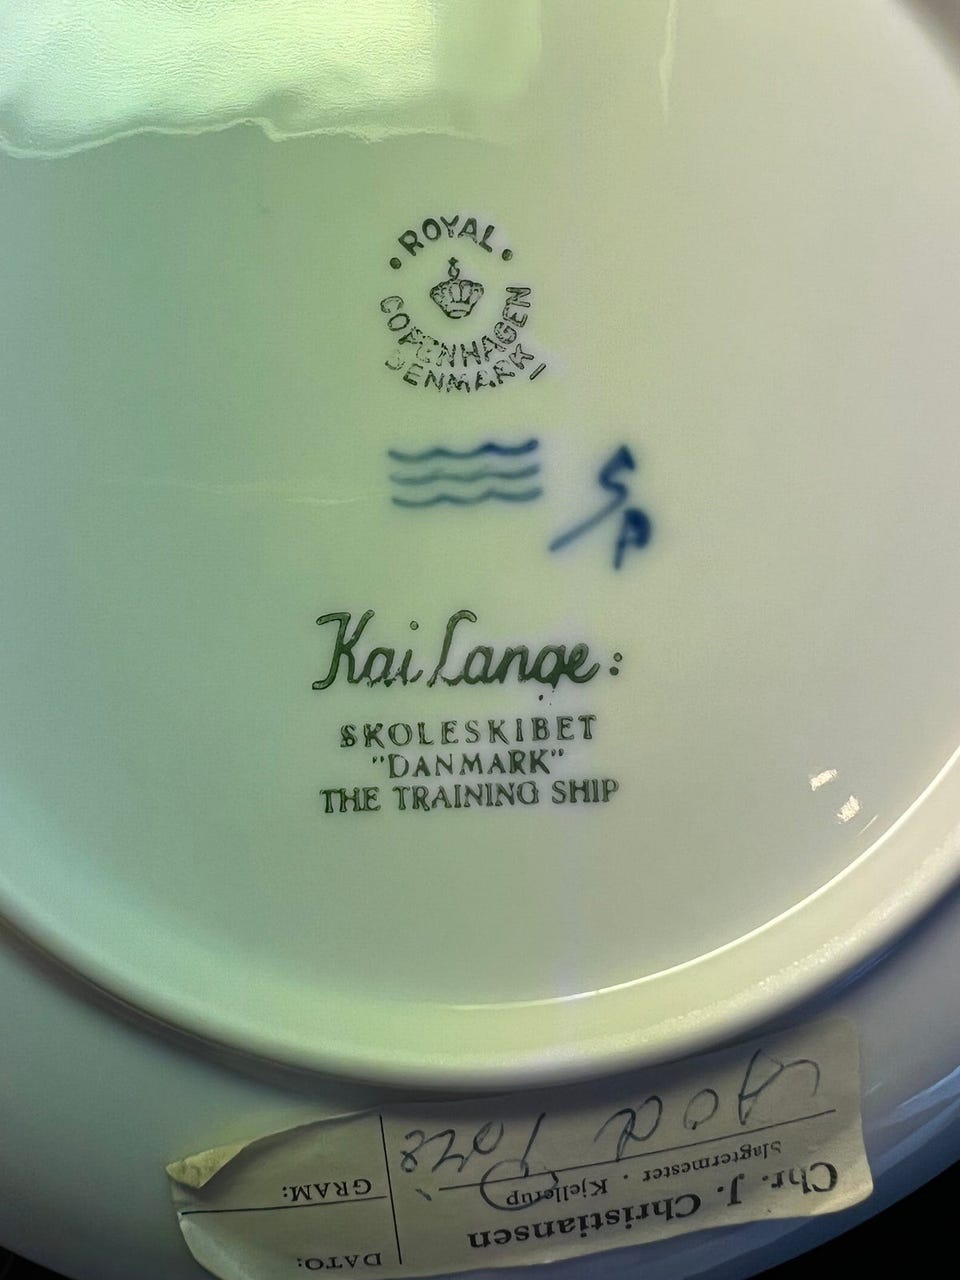 ROYAL
COPENHAGEN
DENMARK
Kai Lange:
SKOLESKIBET
"DANMARK"
THE TRAINING SHIP
Chr. J. Christiansen
Slagtermester · Kjellerup
DATO:
GRAM: